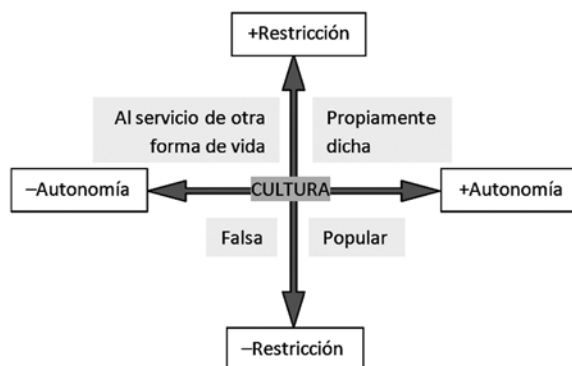 +Restricción
Al servicio de otra
forma de vida
Propiamente
dicha
–Autonomía
CULTURA
+Autonomía
Falsa
Popular
–Restricción